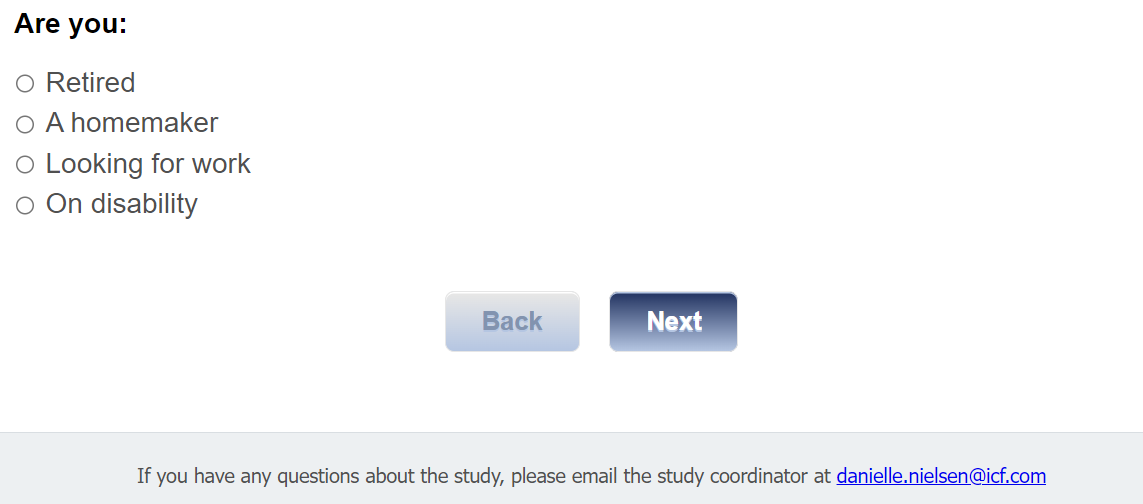 Are you:
Retired
A homemaker
Looking for work
On disability
Back
Next
If you have any questions about the study, please email the study coordinator at danielle.nielsen@icf.com